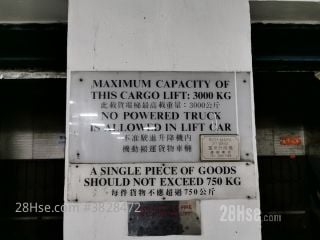 MAXIMUM CAPACITY OF
THIS CARGO LIFT: 3000 KG
此載貨電梯最高載重量：3000公斤
NO POWERED TRUCK
IS ALLOWED IN LIFT CAR
不准駛進升降機內
機動搬運貨物車輛
A SINGLE PIECE OF GOODS
SHOULD NOT EXCEED 750 KG
每件貨物不應超過750公斤
28Hse.com #3828472
28Hse.com